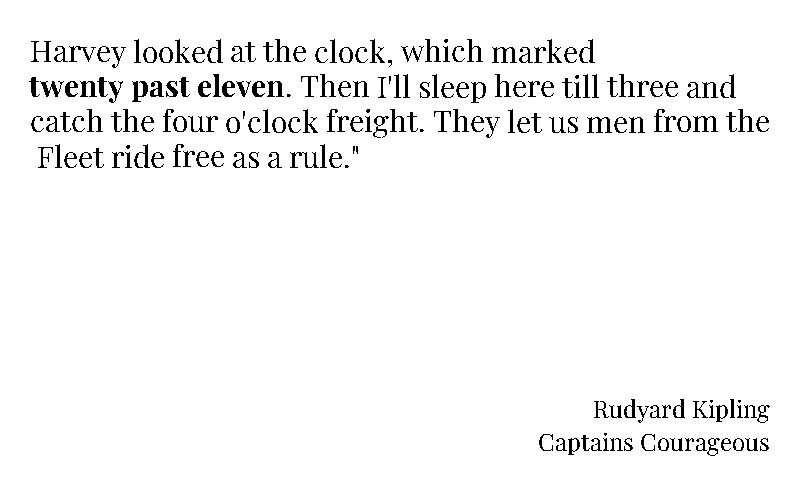 Harvey looked at the clock, which marked
twenty past eleven. Then I'll sleep here till three and
catch the four o'clock freight. They let us men from the
Fleet ride free as a rule."
Rudyard Kipling
Captains Courageous